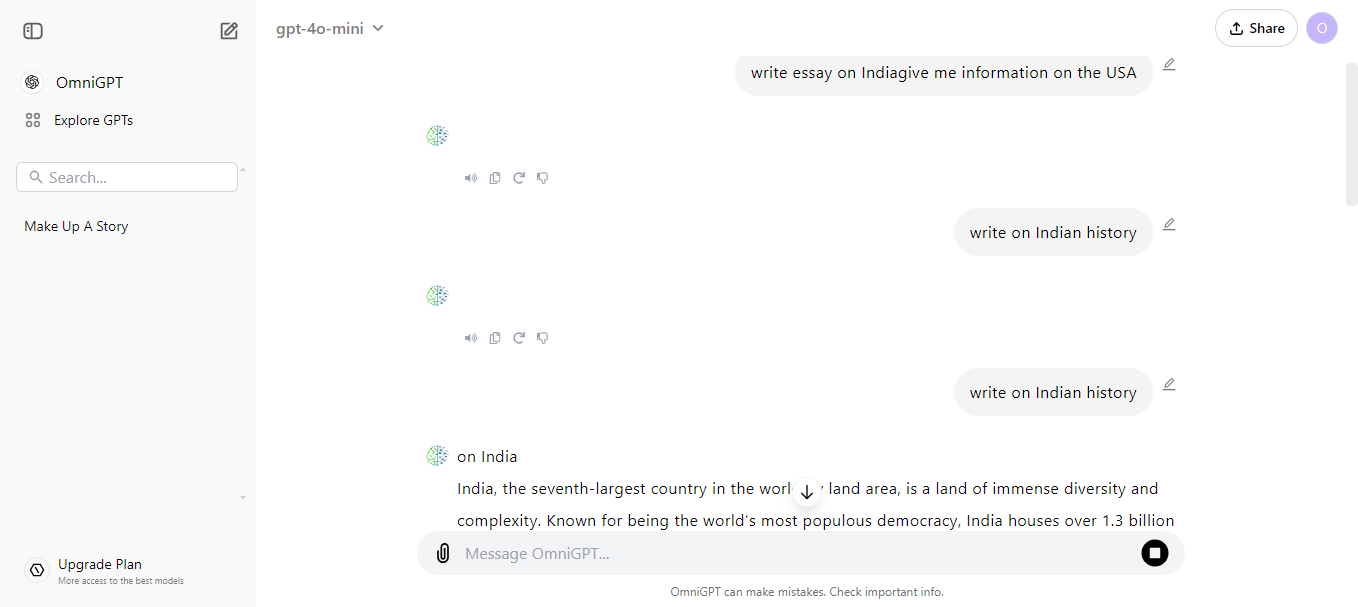 gpt-4o-mini
Share
O
OmniGPT
Explore GPTs
Search...
Make Up A Story
Upgrade Plan
More access to the best models
write essay on Indiagive me information on the USA
write on Indian history
write on Indian history
on India
India, the seventh-largest country in the world land area, is a land of immense diversity and
complexity. Known for being the world's most populous democracy, India houses over 1.3 billion
Message OmniGPT...
OmniGPT can make mistakes. Check important info.